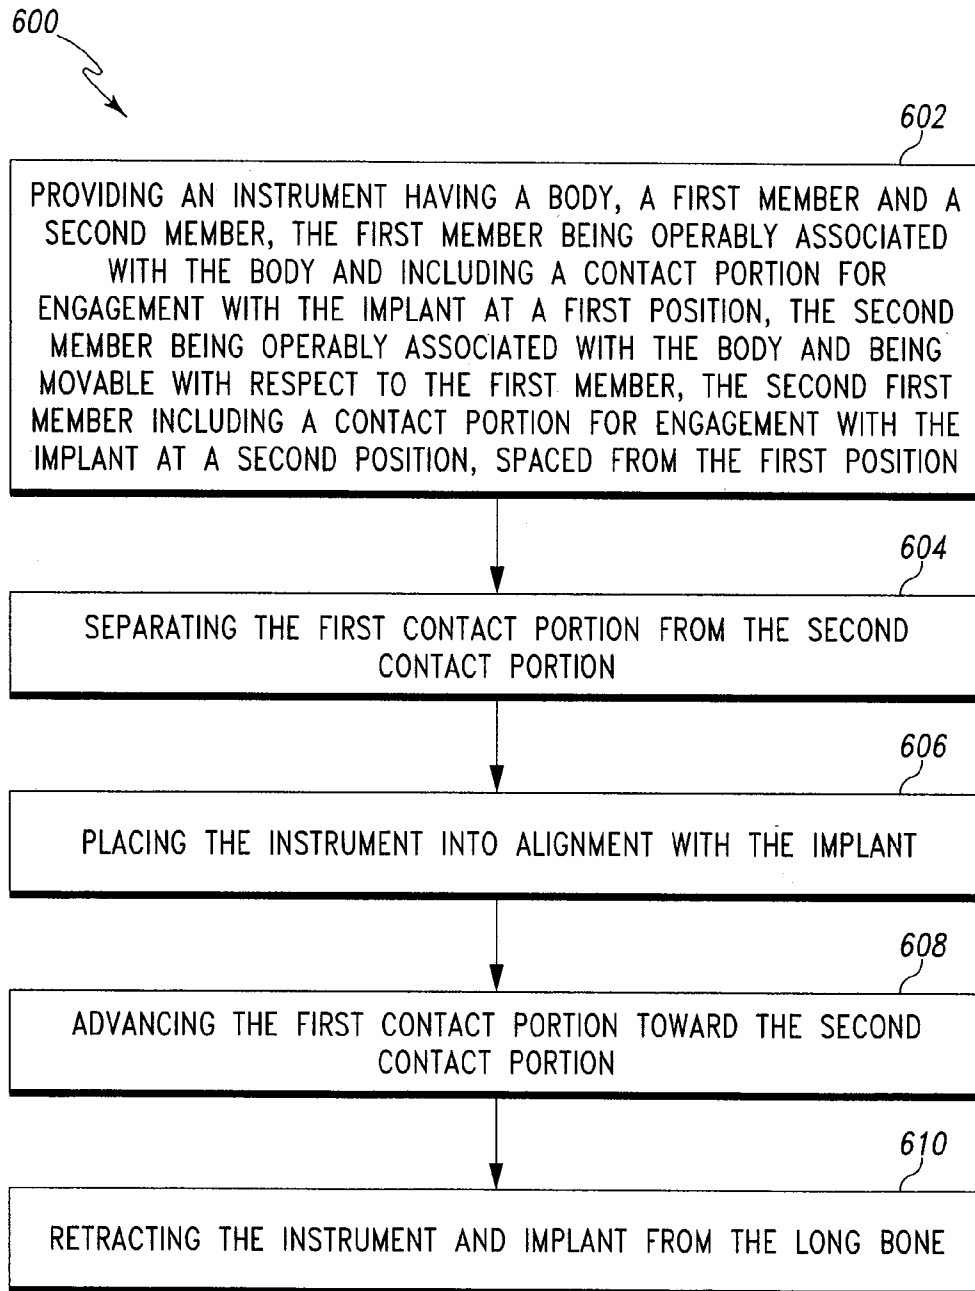 600
602
PROVIDING AN INSTRUMENT HAVING A BODY, A FIRST MEMBER AND A
SECOND MEMBER, THE FIRST MEMBER BEING OPERABLY ASSOCIATED
WITH THE BODY AND INCLUDING A CONTACT PORTION FOR
ENGAGEMENT WITH THE IMPLANT AT A FIRST POSITION, THE SECOND
MEMBER BEING OPERABLY ASSOCIATED WITH THE BODY AND BEING
MOVABLE WITH RESPECT TO THE FIRST MEMBER, THE SECOND FIRST
MEMBER INCLUDING A CONTACT PORTION FOR ENGAGEMENT WITH THE
IMPLANT AT A SECOND POSITION, SPACED FROM THE FIRST POSITION
604
SEPARATING THE FIRST CONTACT PORTION FROM THE SECOND
CONTACT PORTION
606
PLACING THE INSTRUMENT INTO ALIGNMENT WITH THE IMPLANT
608
ADVANCING THE FIRST CONTACT PORTION TOWARD THE SECOND
CONTACT PORTION
610
RETRACTING THE INSTRUMENT AND IMPLANT FROM THE LONG BONE